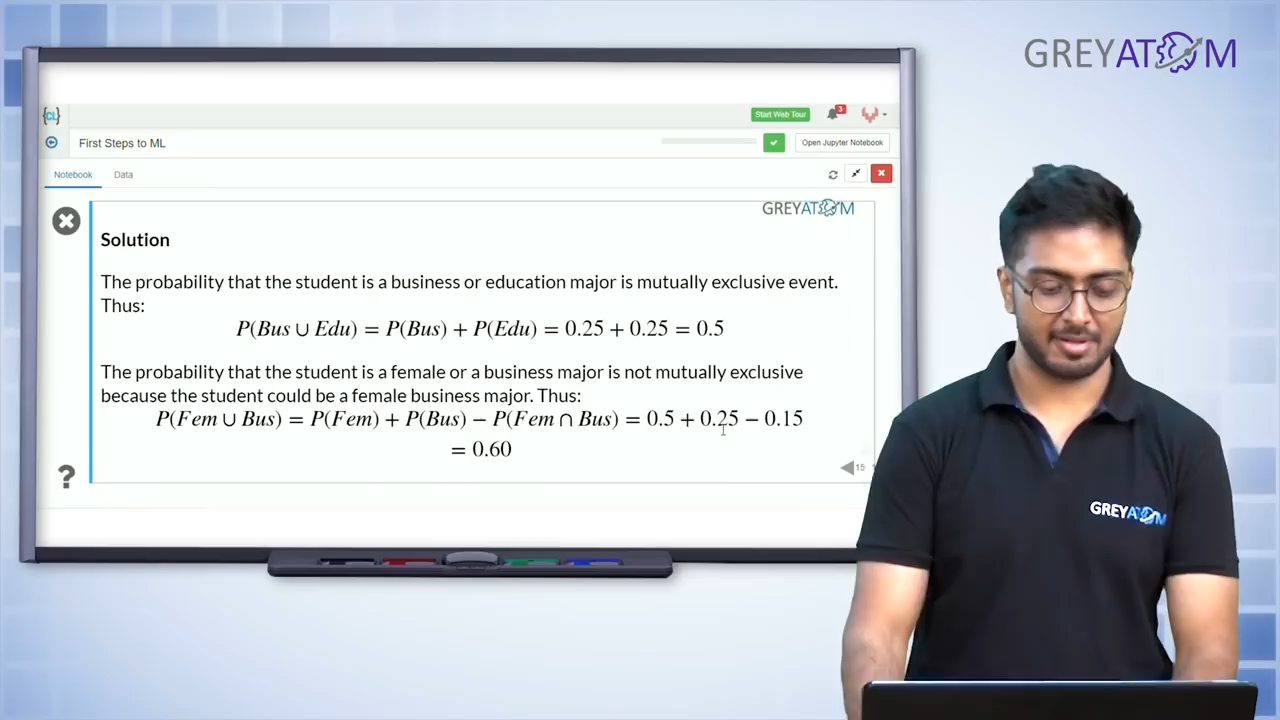 GREYATOM
{CL}
Start Web Tour
3
First Steps to ML
Open Jupyter Notebook
Notebook
Data
GREYATOM
Solution
The probability that the student is a business or education major is mutually exclusive event.
Thus:
P(Bus ∪ Edu) = P(Bus) + P(Edu) = 0.25 + 0.25 = 0.5
The probability that the student is a female or a business major is not mutually exclusive
because the student could be a female business major. Thus:
P(Fem ∪ Bus) = P(Fem) + P(Bus) − P(Fem ∩ Bus) = 0.5 + 0.25 − 0.15
= 0.60
?
15
GREYATOM